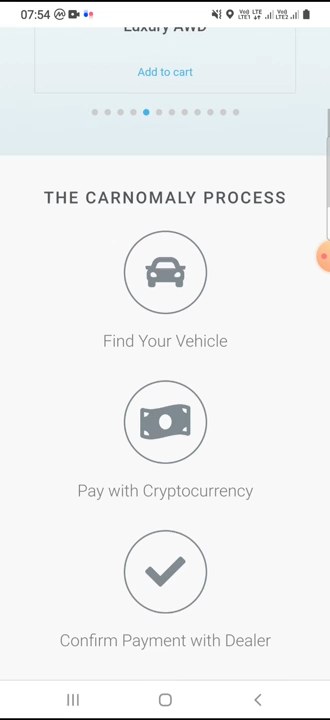 07:54
Luxury AWD
Add to cart
THE CARNOMALY PROCESS
Find Your Vehicle
Pay with Cryptocurrency
Confirm Payment with Dealer